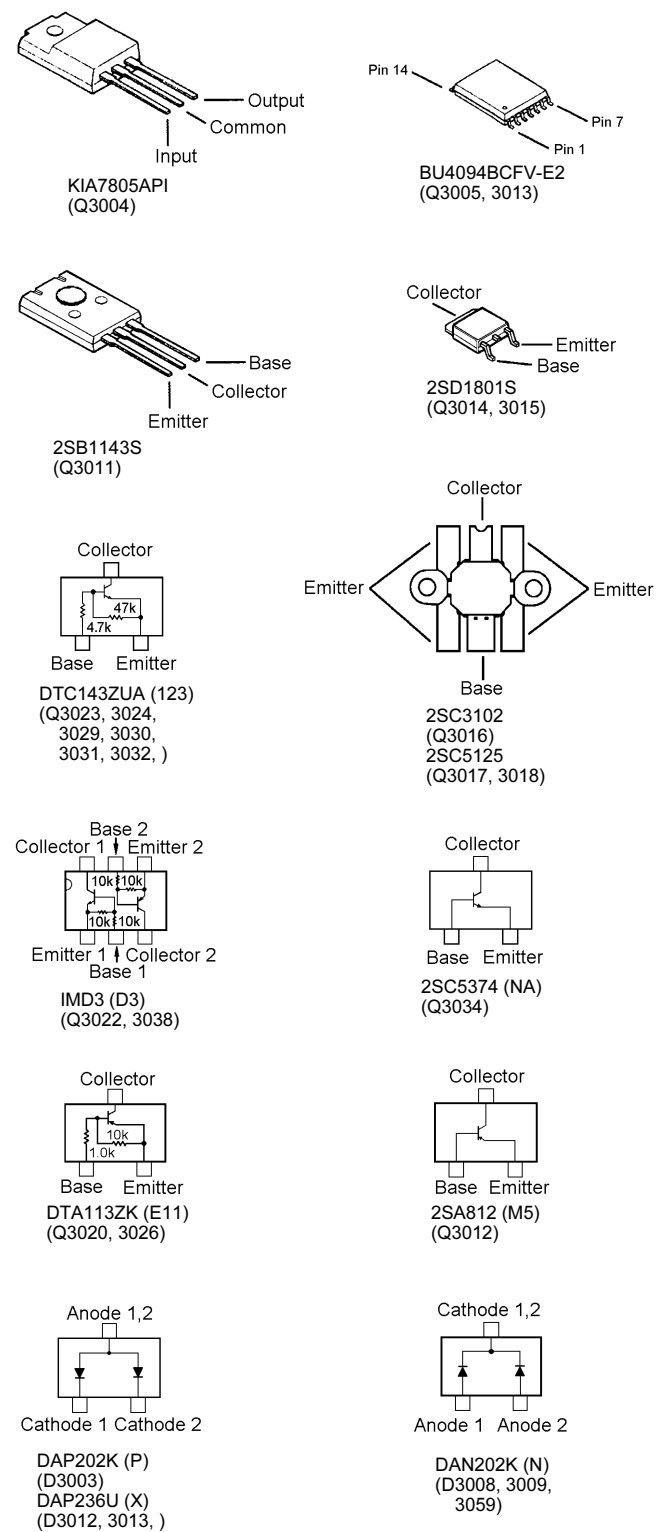 Output
Common
Input
KIA7805API
(Q3004)
Pin 14
Pin 7
Pin 1
BU4094BCFV-E2
(Q3005, 3013)
Base
Collector
Emitter
2SB1143S
(Q3011)
Collector
Emitter
Base
2SD1801S
(Q3014, 3015)
Collector
47k
4.7k
Base Emitter
DTC143ZUA (123)
(Q3023, 3024,
3029, 3030,
3031, 3032, )
Collector
Emitter
Emitter
Base
2SC3102
(Q3016)
2SC5125
(Q3017, 3018)
Base 2
Collector 1 Emitter 2
10k 10k
10k 10k
Emitter 1 Collector 2
Base 1
IMD3 (D3)
(Q3022, 3038)
Collector
Base Emitter
2SC5374 (NA)
(Q3034)
Collector
10k
1.0k
Base Emitter
DTA113ZK (E11)
(Q3020, 3026)
Collector
Base Emitter
2SA812 (M5)
(Q3012)
Anode 1,2
Cathode 1 Cathode 2
DAP202K (P)
(D3003)
DAP236U (X)
(D3012, 3013, )
Cathode 1,2
Anode 1 Anode 2
DAN202K (N)
(D3008, 3009,
3059)